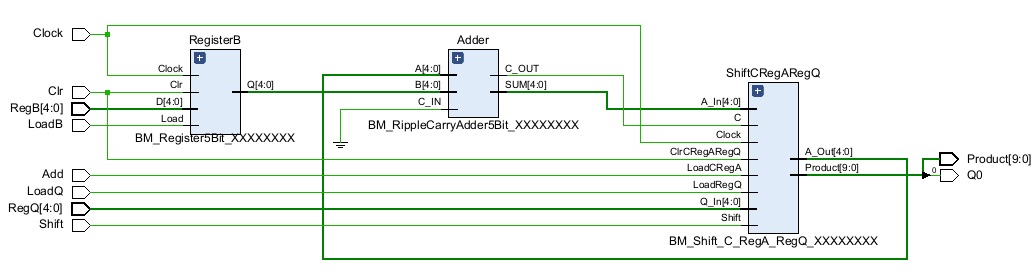 Clock
Clr
RegB[4:0]
LoadB
Add
LoadQ
RegQ[4:0]
Shift
RegisterB
Clock
Clr
D[4:0]
Load
Q[4:0]
BM_Register5Bit_XXXXXXXX
Adder
A[4:0]
B[4:0]
C_IN
C_OUT
SUM[4:0]
BM_RippleCarryAdder5Bit_XXXXXXXX
ShiftCRegARegQ
A_In[4:0]
C
Clock
ClrCRegARegQ
LoadCRegA
LoadRegQ
Q_In[4:0]
Shift
A_Out[4:0]
Product[9:0]
BM_Shift_C_RegA_RegQ_XXXXXXXX
0
Product[9:0]
Q0